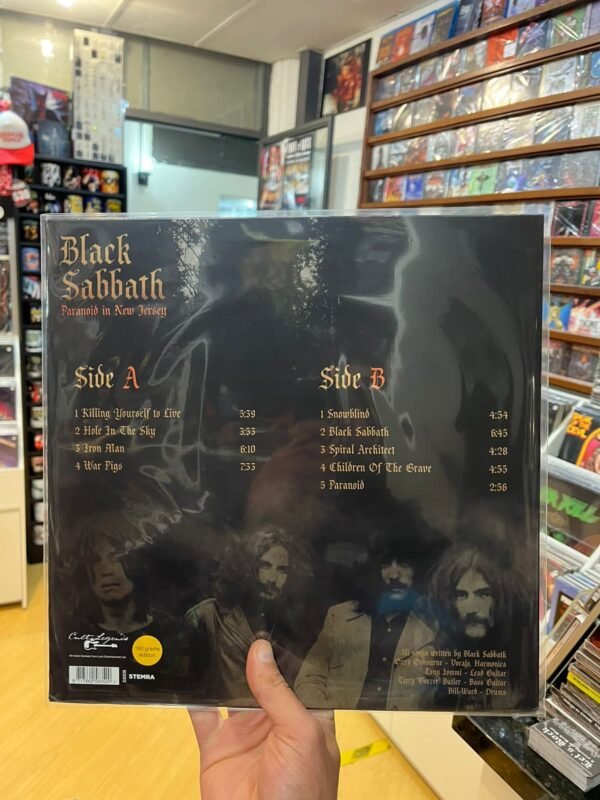 Black
Sabbath
Paranoid in New Jersey
Side A
1 Killing Yourself to Live 5:39
2 Hole In The Sky 3:53
3 Iron Man 6:10
4 War Pigs 7:33
Side B
1 Snowblind 4:54
2 Black Sabbath 6:45
3 Spiral Architect 4:28
4 Children Of The Grave 4:55
5 Paranoid 2:56
All songs written by Black Sabbath
Ozzy Osbourne - Vocals, Harmonica
Tony Iommi - Lead Guitar
Terry 'Geezer' Butler - Bass Guitar
Bill Ward - Drums
Cult Legends
180 grams
edition
STEMRA